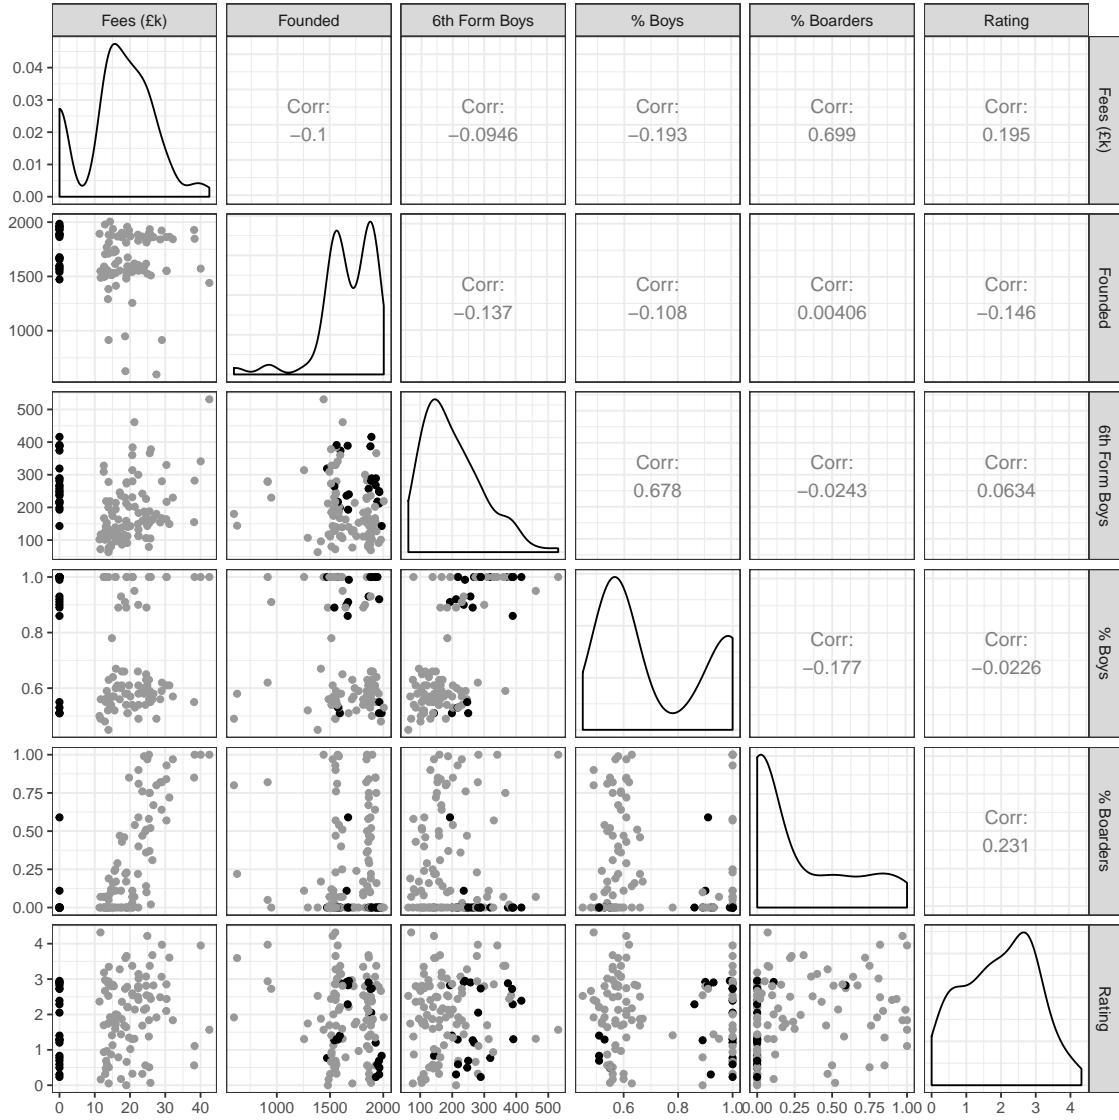 Fees (£k) Founded 6th Form Boys % Boys % Boarders Rating
0.04
0.03
0.02
0.01
0.00
Corr:
−0.1
Corr:
−0.0946
Corr:
−0.193
Corr:
0.699
Corr:
0.195
Fees (£k)
2000
1500
1000
Corr:
−0.137
Corr:
−0.108
Corr:
0.00406
Corr:
−0.146
Founded
500
400
300
200
100
Corr:
0.678
Corr:
−0.0243
Corr:
0.0634
6th Form Boys
1.0
0.8
0.6
Corr:
−0.177
Corr:
−0.0226
% Boys
1.00
0.75
0.50
0.25
0.00
Corr:
0.231
% Boarders
4
3
2
1
0
Rating
0 10 20 30 40 1000 1500 2000 100 200 300 400 500 0.6 0.8 1.0 0.00 0.25 0.50 0.75 1.00 0 1 2 3 4